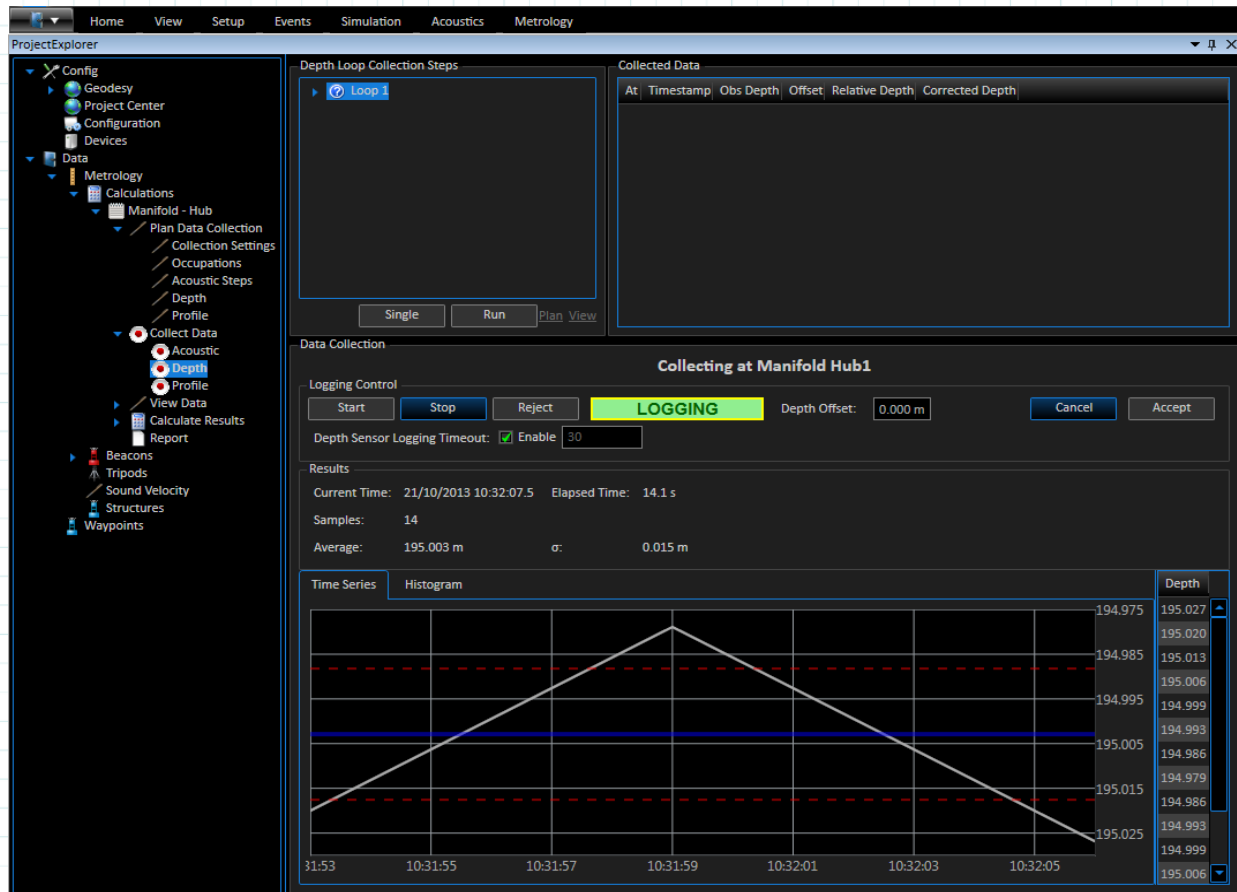 Home View Setup Events Simulation Acoustics Metrology
ProjectExplorer
Config
Geodesy
Project Center
Configuration
Devices
Data
Metrology
Calculations
Manifold - Hub
Plan Data Collection
Collection Settings
Occupations
Acoustic Steps
Depth
Profile
Collect Data
Acoustic
Depth
Profile
View Data
Calculate Results
Report
Beacons
Tripods
Sound Velocity
Structures
Waypoints
Depth Loop Collection Steps
Loop 1
Single Run Plan View
Collected Data
At Timestamp Obs Depth Offset Relative Depth Corrected Depth
Data Collection
Collecting at Manifold Hub1
Logging Control
Start Stop Reject LOGGING Depth Offset: 0.000 m Cancel Accept
Depth Sensor Logging Timeout: Enable 30
Results
Current Time: 21/10/2013 10:32:07.5 Elapsed Time: 14.1 s
Samples: 14
Average: 195.003 m σ: 0.015 m
Time Series Histogram
194.975
194.985
194.995
195.005
195.015
195.025
31:53 10:31:55 10:31:57 10:31:59 10:32:01 10:32:03 10:32:05
Depth
195.027
195.020
195.013
195.006
194.999
194.993
194.986
194.979
194.986
194.993
194.999
195.006